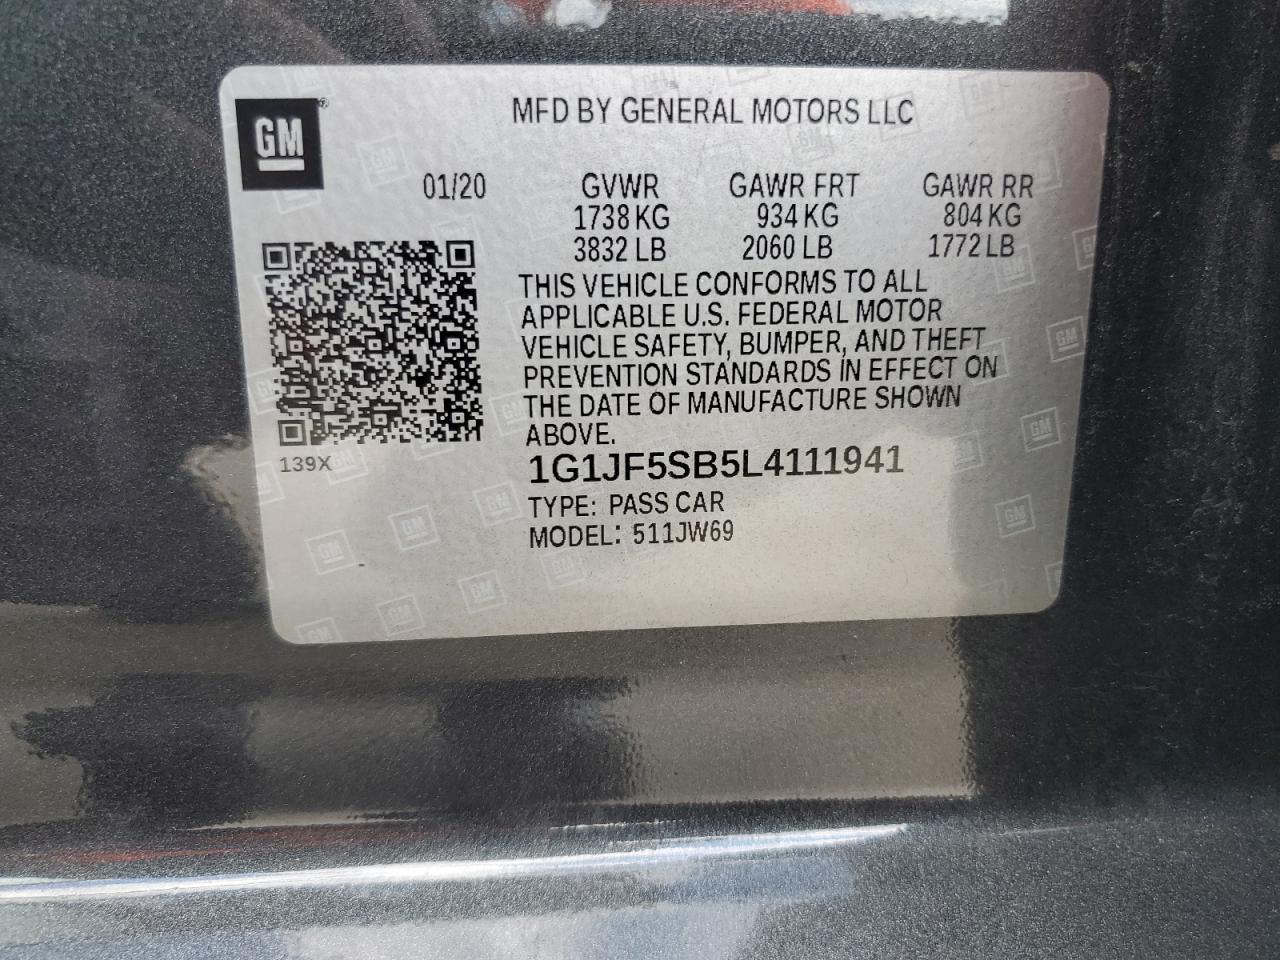 GM
MFD BY GENERAL MOTORS LLC
01/20 GVWR GAWR FRT GAWR RR
1738 KG 934 KG 804 KG
3832 LB 2060 LB 1772 LB
THIS VEHICLE CONFORMS TO ALL
APPLICABLE U.S. FEDERAL MOTOR
VEHICLE SAFETY, BUMPER, AND THEFT
PREVENTION STANDARDS IN EFFECT ON
THE DATE OF MANUFACTURE SHOWN
ABOVE.
139X
1G1JF5SB5L4111941
TYPE: PASS CAR
MODEL: 511JW69